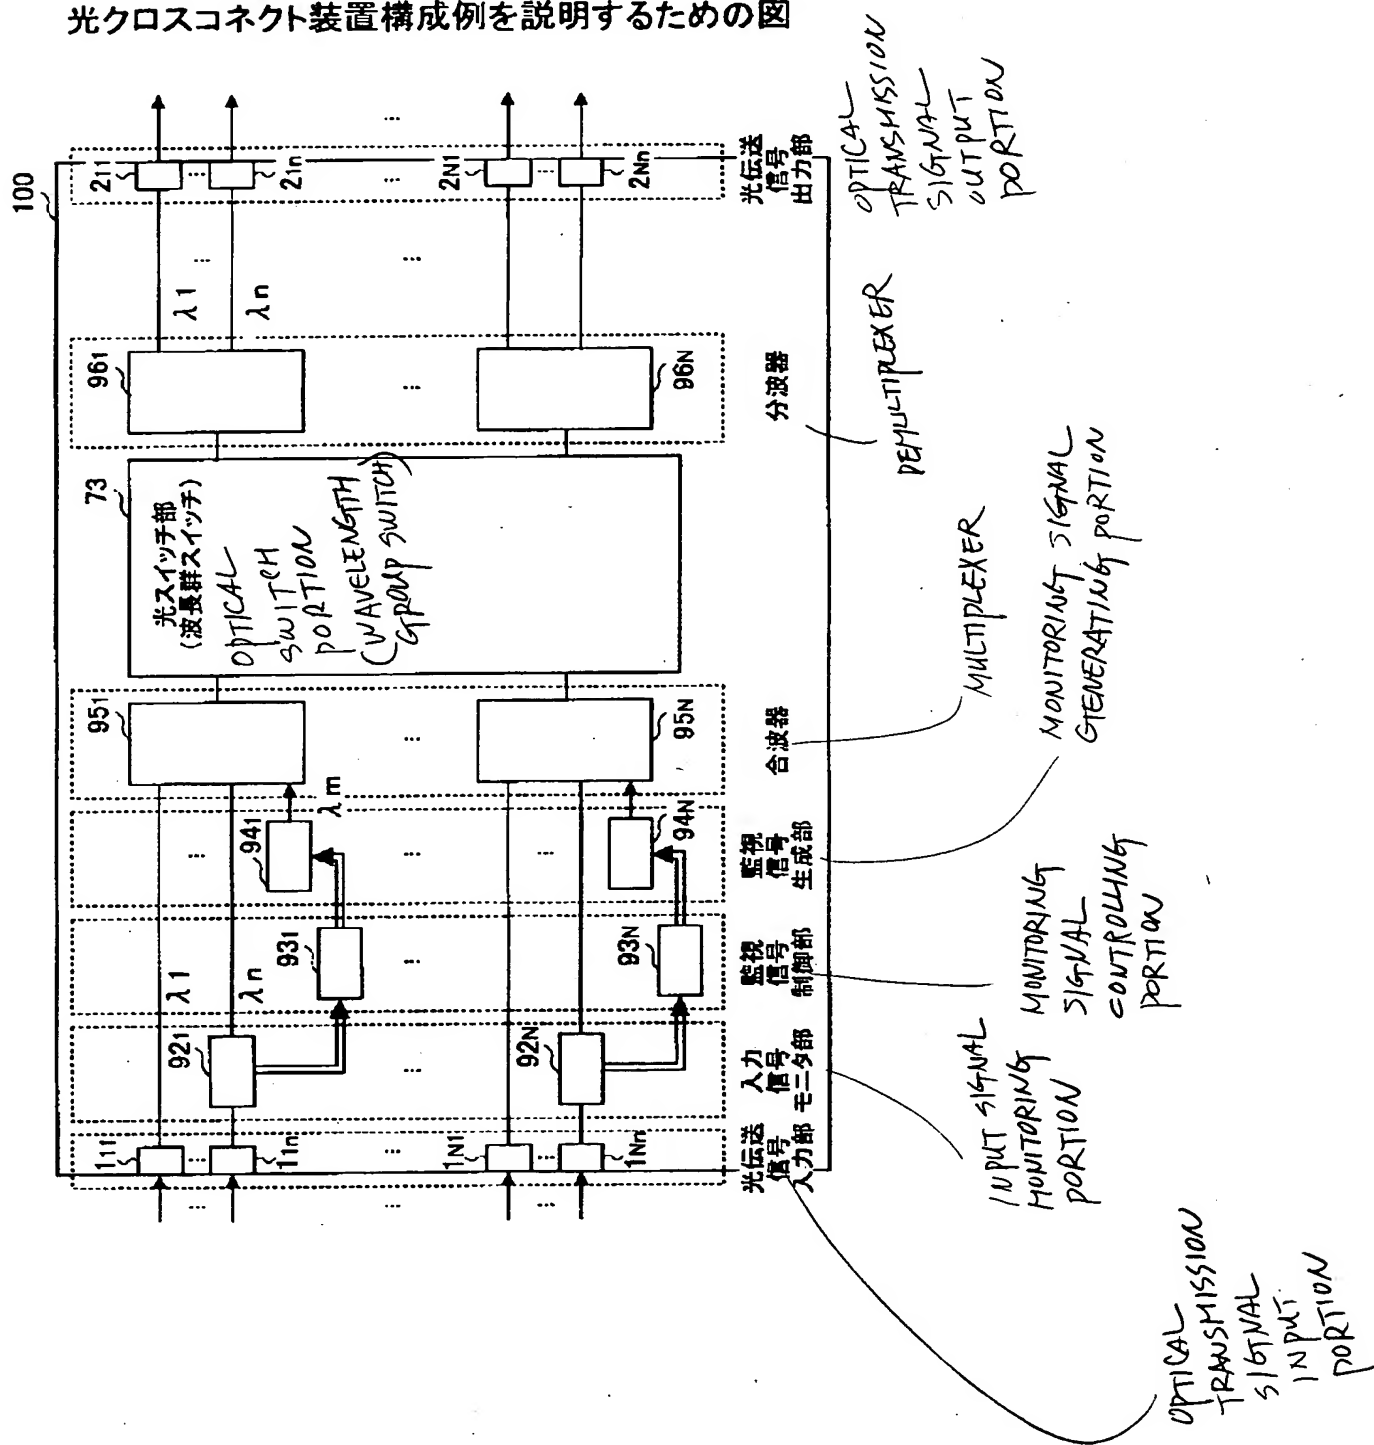 光クロスコネクト装置構成例を説明するための図
100
1₁₁
1₁ₙ
1ₙ₁
1ₙₙ
光伝送
信号
入力部
OPTICAL
TRANSMISSION
SIGNAL
INPUT
PORTION
λ1
λn
92₁
92N
入力
信号
モニタ部
INPUT SIGNAL
MONITORING
PORTION
93₁
93N
監視
信号
制御部
MONITORING
SIGNAL
CONTROLLING
PORTION
94₁
λm
94N
監視
信号
生成部
MONITORING SIGNAL
GENERATING PORTION
95₁
95N
合波器
MULTIPLEXER
73
光スイッチ部
(波長群スイッチ)
OPTICAL
SWITCH
PORTION
(WAVELENGTH
GROUP SWITCH)
96₁
96N
分波器
DEMULTIPLEXER
λ1
λn
2₁₁
2₁ₙ
2N1
2Nn
光伝送
信号
出力部
OPTICAL
TRANSMISSION
SIGNAL
OUTPUT
PORTION